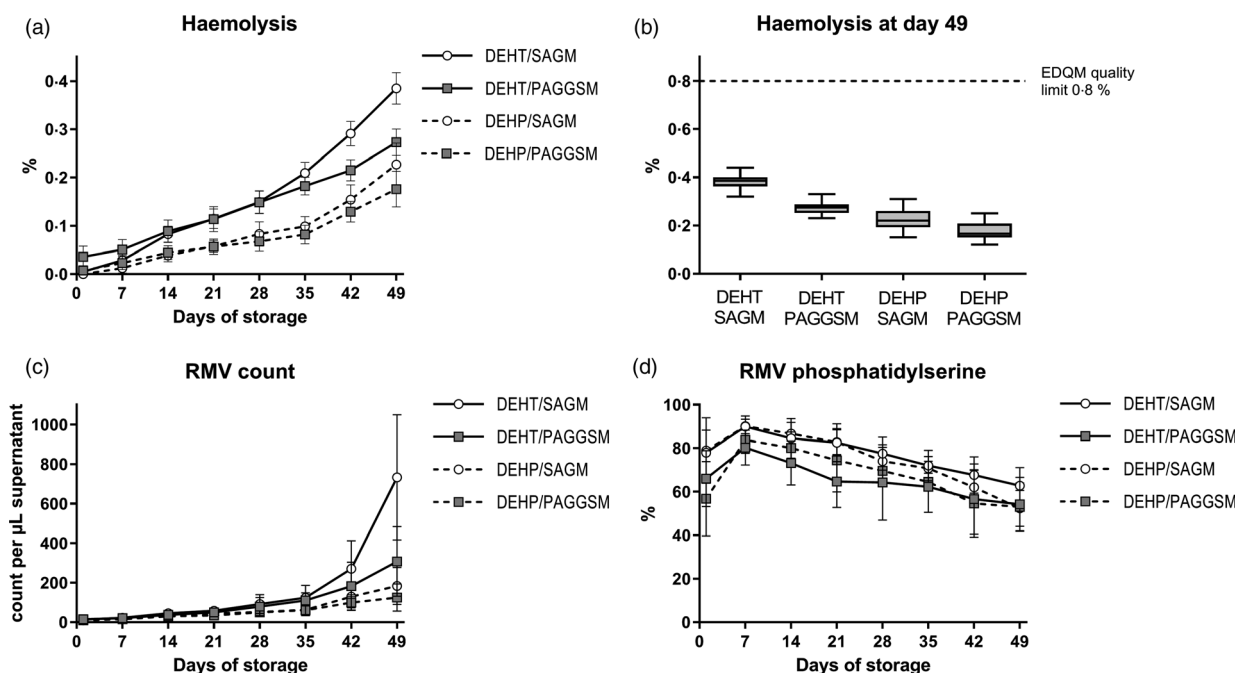 (a)
Haemolysis
0·4
0·3
0·2
0·1
0·0
%
0 7 14 21 28 35 42 49
Days of storage
DEHT/SAGM
DEHT/PAGGSM
DEHP/SAGM
DEHP/PAGGSM
(b)
Haemolysis at day 49
0·8
0·6
0·4
0·2
0·0
%
EDQM quality
limit 0·8 %
DEHT DEHT DEHP DEHP
SAGM PAGGSM SAGM PAGGSM
(c)
RMV count
1000
800
600
400
200
0
count per µL supernatant
0 7 14 21 28 35 42 49
Days of storage
DEHT/SAGM
DEHT/PAGGSM
DEHP/SAGM
DEHP/PAGGSM
(d)
RMV phosphatidylserine
100
80
60
40
20
0
%
0 7 14 21 28 35 42 49
Days of storage
DEHT/SAGM
DEHT/PAGGSM
DEHP/SAGM
DEHP/PAGGSM